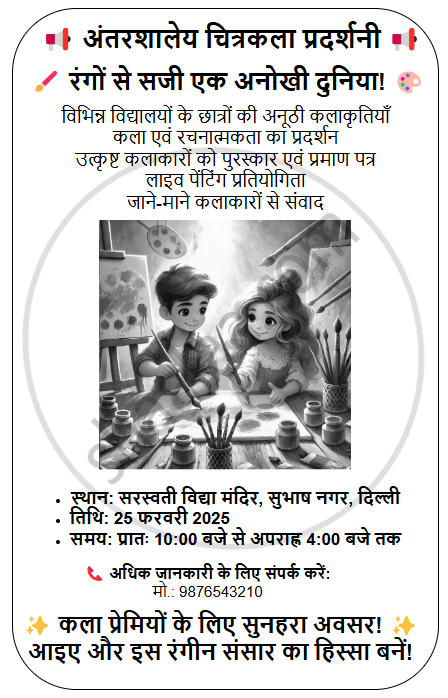 📢 अंतरशालेय चित्रकला प्रदर्शनी 📢
🖌️ रंगों से सजी एक अनोखी दुनिया! 🎨
विभिन्न विद्यालयों के छात्रों की अनूठी कलाकृतियाँ
कला एवं रचनात्मकता का प्रदर्शन
उत्कृष्ट कलाकारों को पुरस्कार एवं प्रमाण पत्र
लाइव पेंटिंग प्रतियोगिता
जाने-माने कलाकारों से संवाद
• स्थान: सरस्वती विद्या मंदिर, सुभाष नगर, दिल्ली
• तिथि: 25 फरवरी 2025
• समय: प्रातः 10:00 बजे से अपराह्न 4:00 बजे तक
📞 अधिक जानकारी के लिए संपर्क करें:
मो.: 9876543210
✨ कला प्रेमियों के लिए सुनहरा अवसर! ✨
आइए और इस रंगीन संसार का हिस्सा बनें!